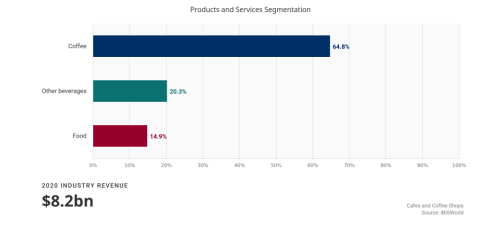 Products and Services Segmentation
Coffee
64.8%
Other beverages
20.3%
Food
14.9%
0% 10% 20% 30% 40% 50% 60% 70% 80% 90% 100%
2020 INDUSTRY REVENUE
$8.2bn
Cafes and Coffee Shops
Source: IBISWorld